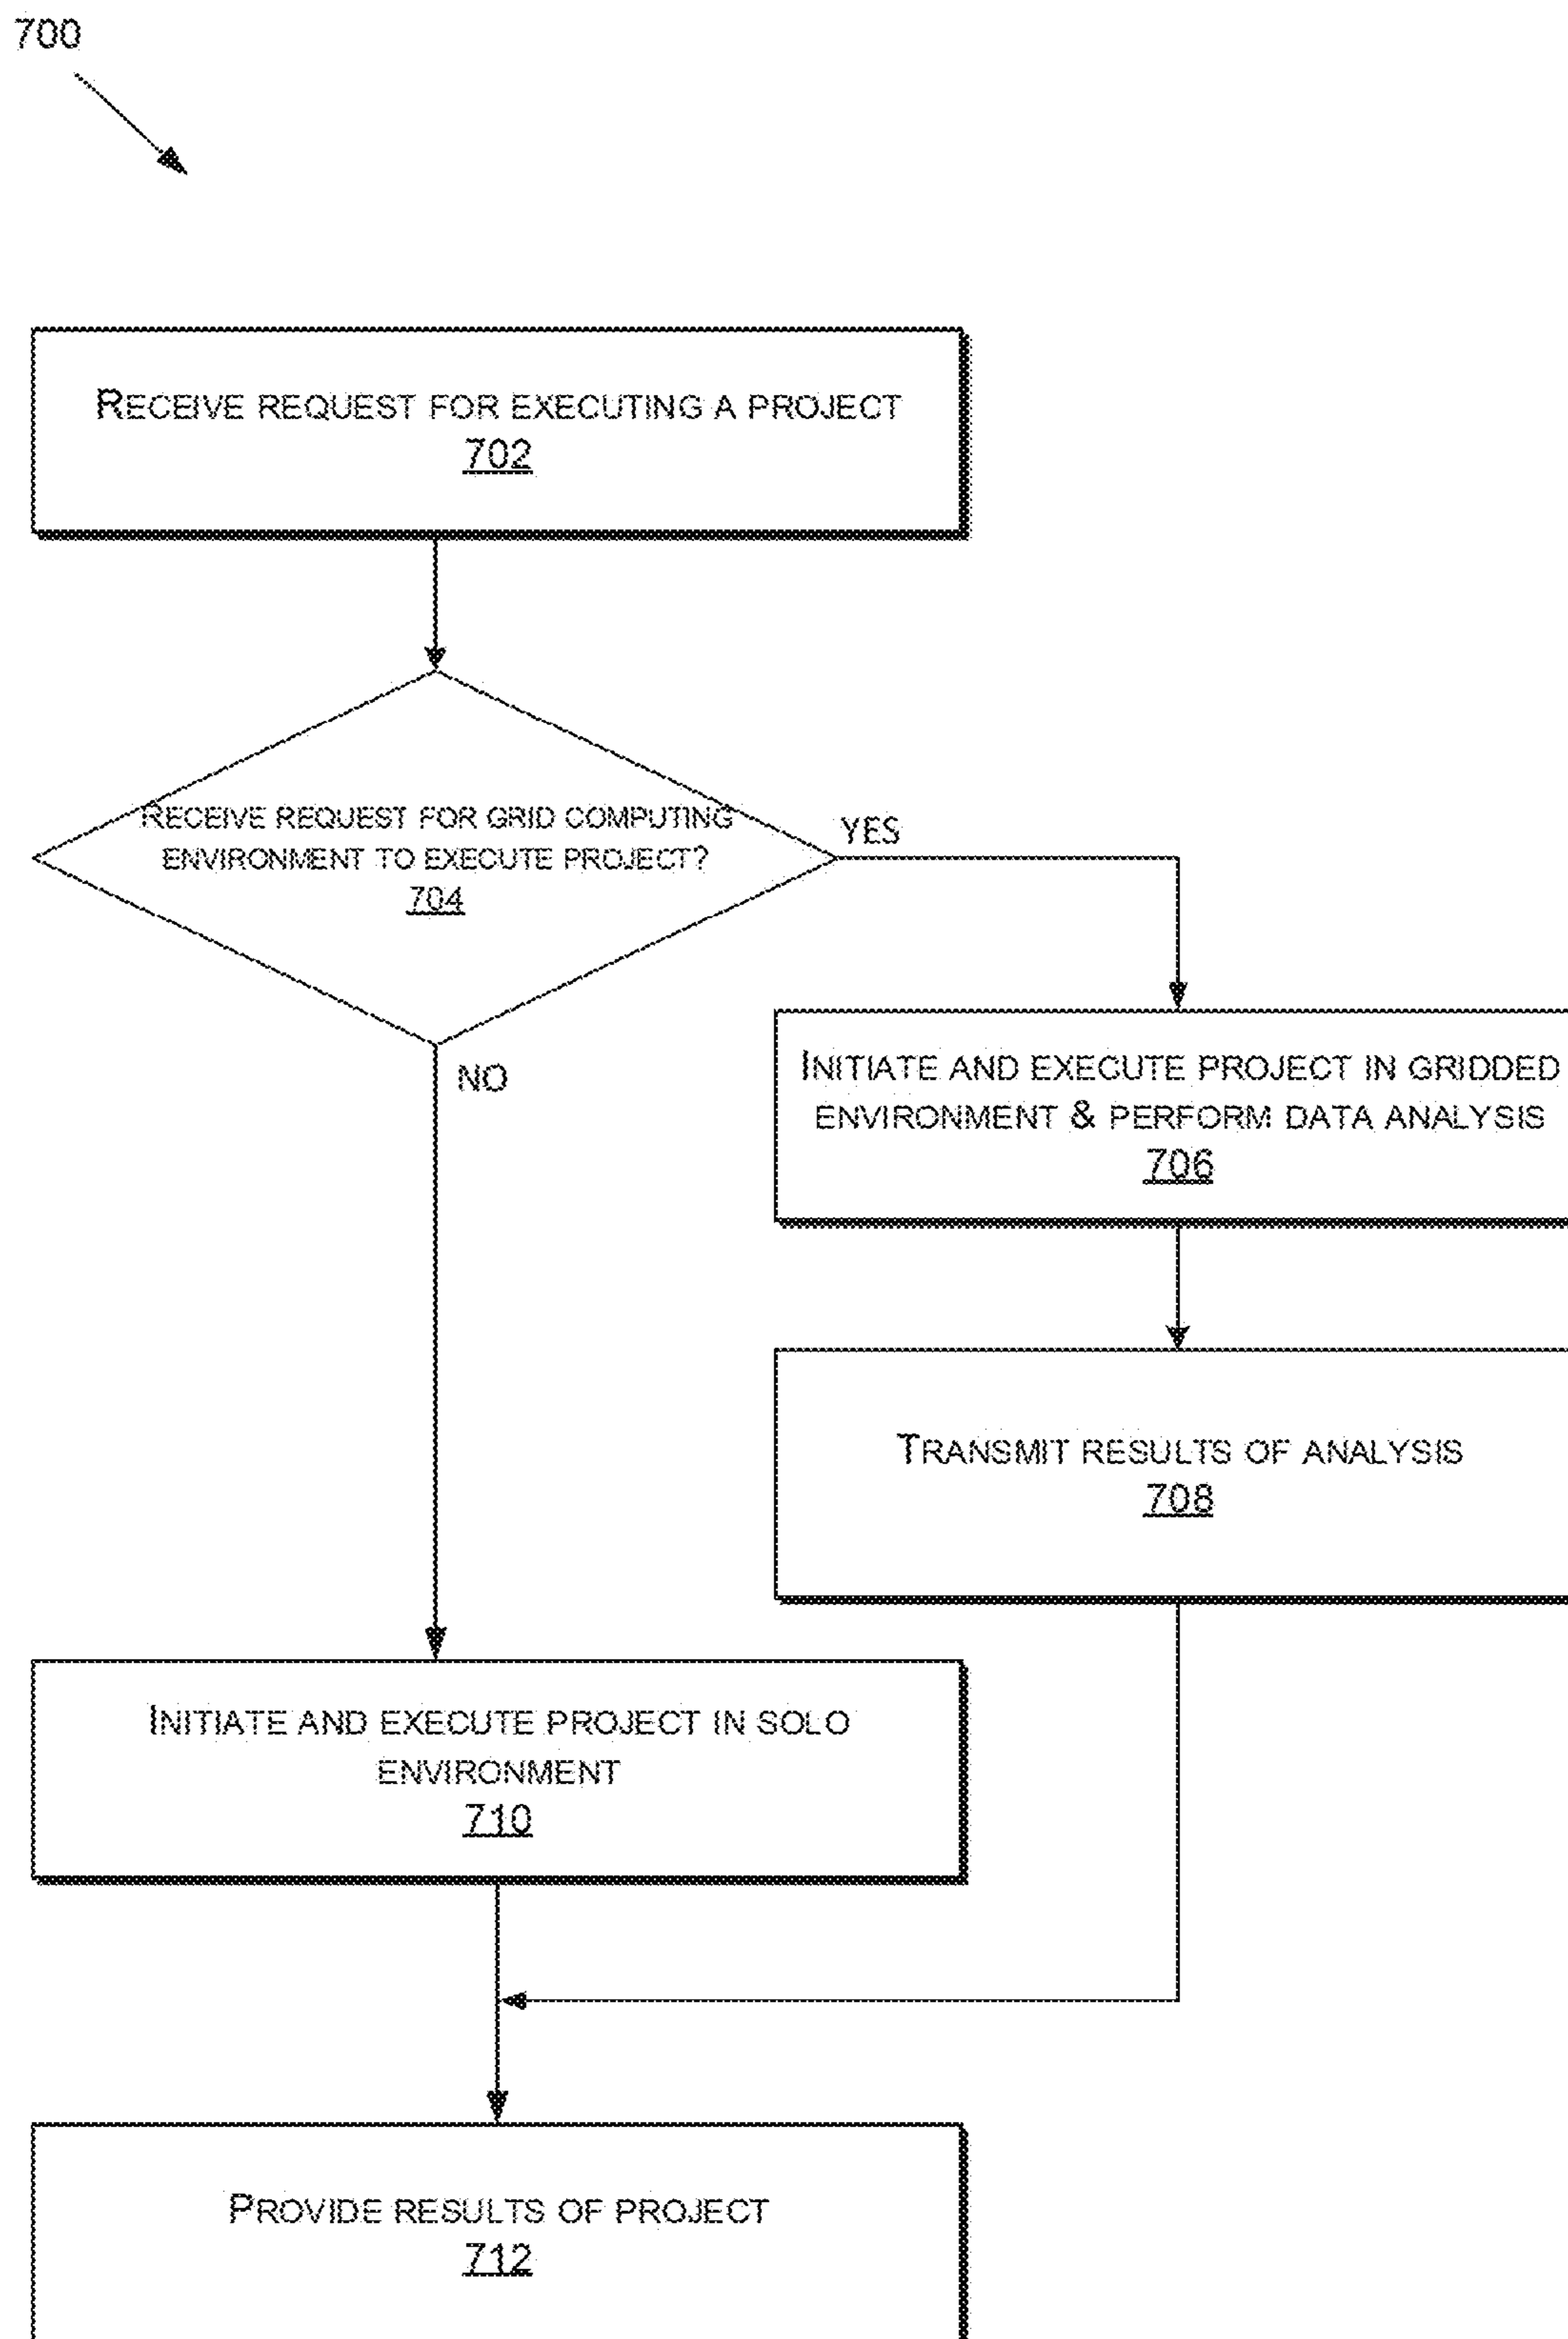 700
RECEIVE REQUEST FOR EXECUTING A PROJECT
702
RECEIVE REQUEST FOR GRID COMPUTING
ENVIRONMENT TO EXECUTE PROJECT?
704
YES
NO
INITIATE AND EXECUTE PROJECT IN GRIDDED
ENVIRONMENT & PERFORM DATA ANALYSIS
706
TRANSMIT RESULTS OF ANALYSIS
708
INITIATE AND EXECUTE PROJECT IN SOLO
ENVIRONMENT
710
PROVIDE RESULTS OF PROJECT
712